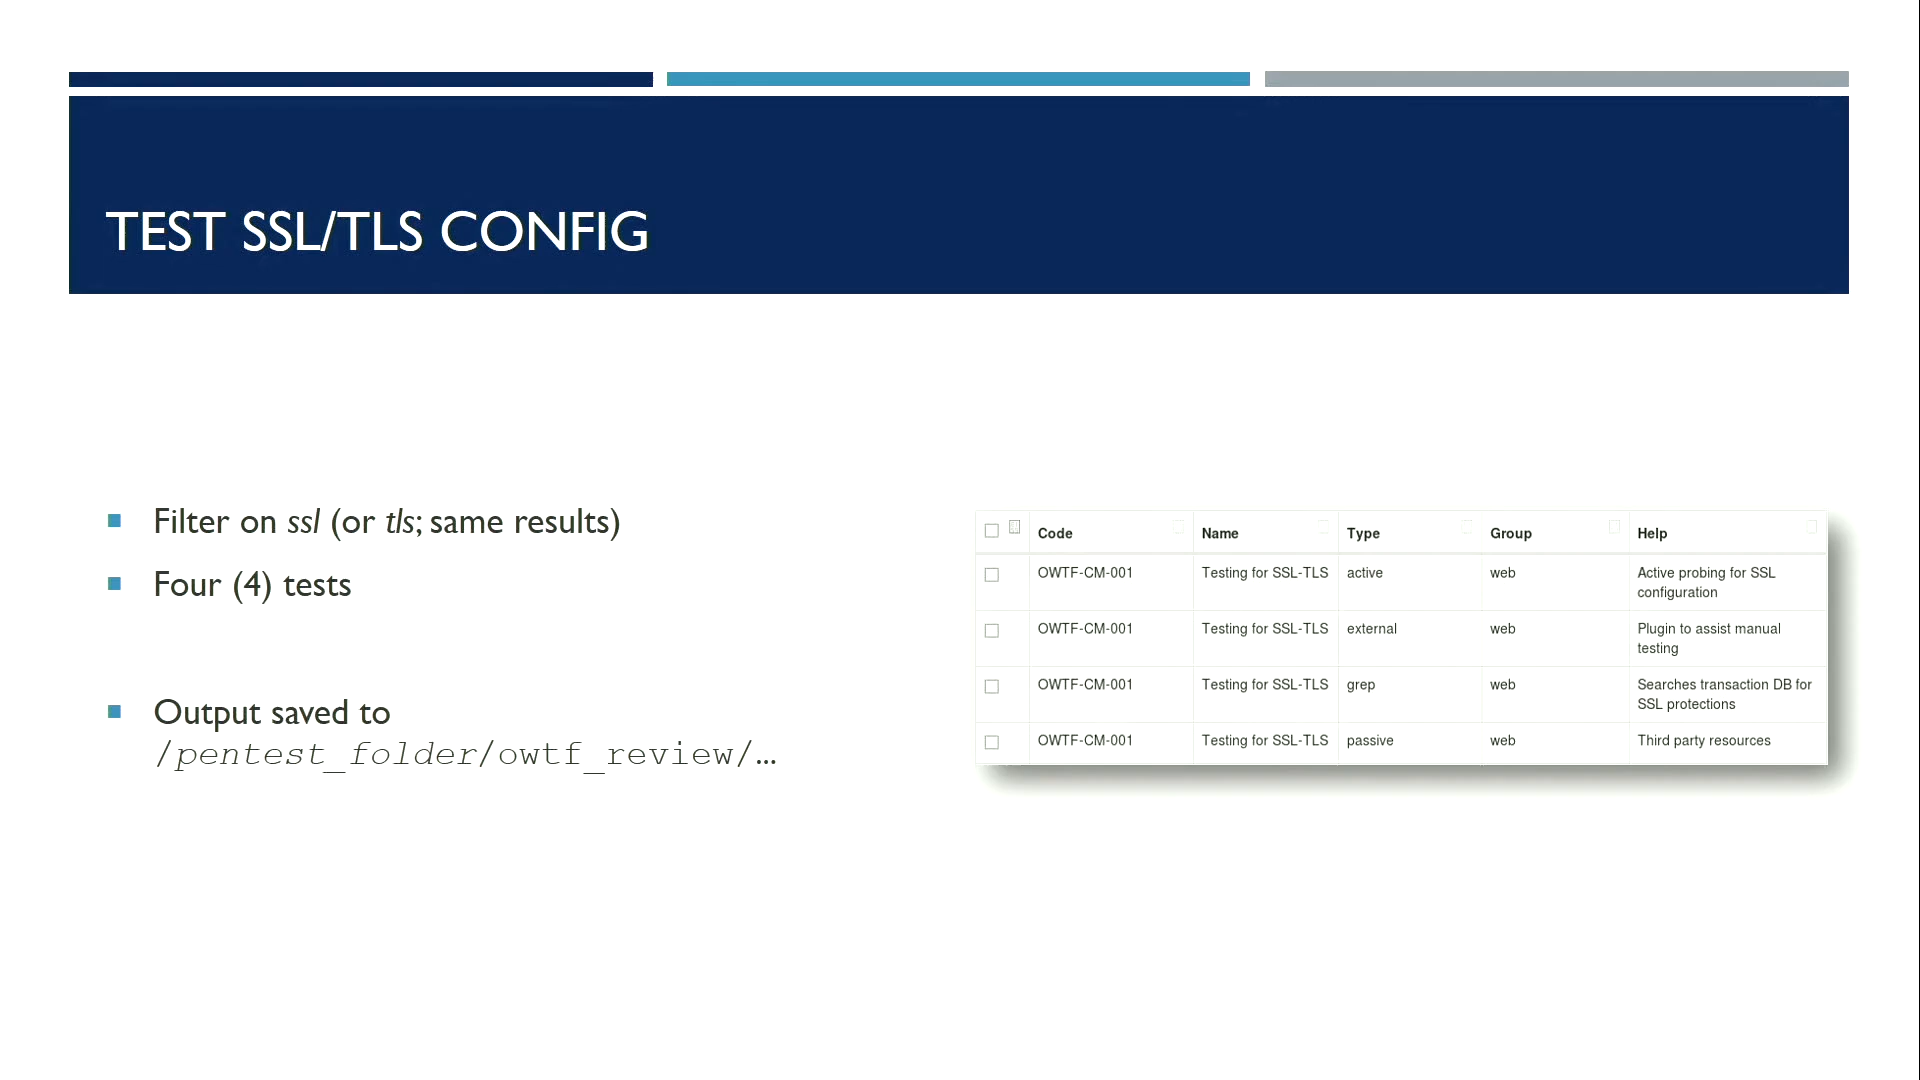 TEST SSL/TLS CONFIG
Filter on ssl (or tls; same results)
Four (4) tests
Output saved to
/pentest_folder/owtf_review/…
Code Name Type Group Help
OWTF-CM-001 Testing for SSL-TLS active web Active probing for SSL
configuration
OWTF-CM-001 Testing for SSL-TLS external web Plugin to assist manual
testing
OWTF-CM-001 Testing for SSL-TLS grep web Searches transaction DB for
SSL protections
OWTF-CM-001 Testing for SSL-TLS passive web Third party resources